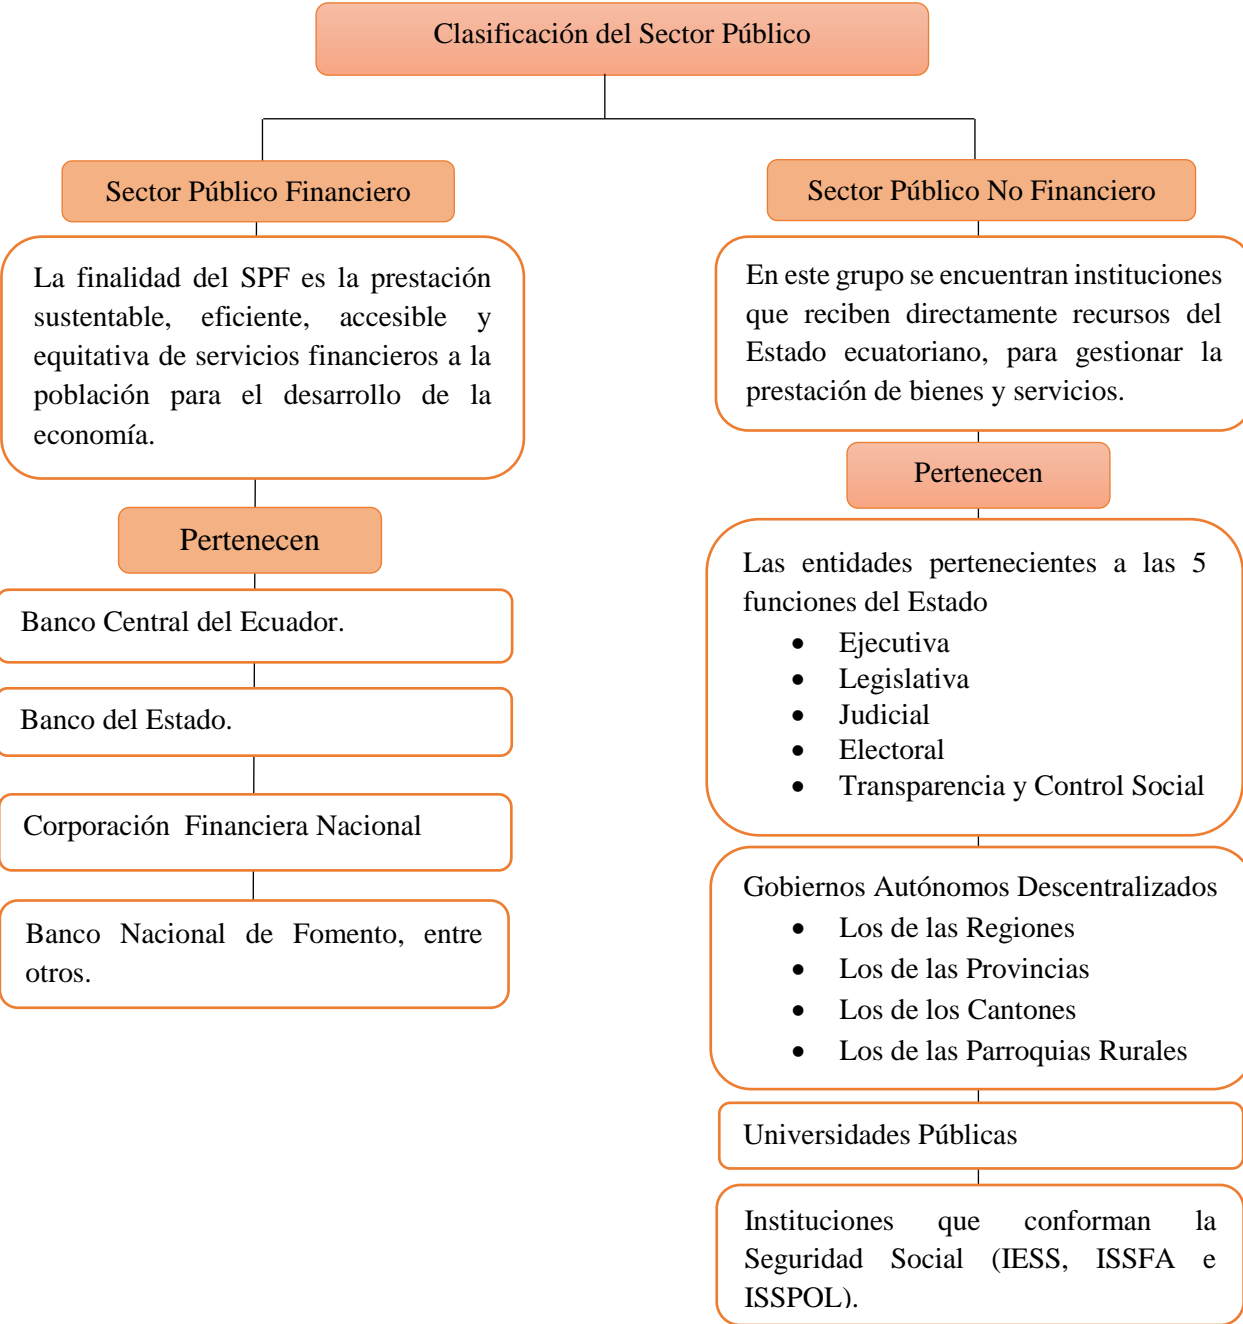 Clasificación del Sector Público
Sector Público Financiero
La finalidad del SPF es la prestación
sustentable, eficiente, accesible y
equitativa de servicios financieros a la
población para el desarrollo de la
economía.
Pertenecen
Banco Central del Ecuador.
Banco del Estado.
Corporación Financiera Nacional
Banco Nacional de Fomento, entre
otros.
Sector Público No Financiero
En este grupo se encuentran instituciones
que reciben directamente recursos del
Estado ecuatoriano, para gestionar la
prestación de bienes y servicios.
Pertenecen
Las entidades pertenecientes a las 5
funciones del Estado
• Ejecutiva
• Legislativa
• Judicial
• Electoral
• Transparencia y Control Social
Gobiernos Autónomos Descentralizados
• Los de las Regiones
• Los de las Provincias
• Los de los Cantones
• Los de las Parroquias Rurales
Universidades Públicas
Instituciones que conforman la
Seguridad Social (IESS, ISSFA e
ISSPOL).